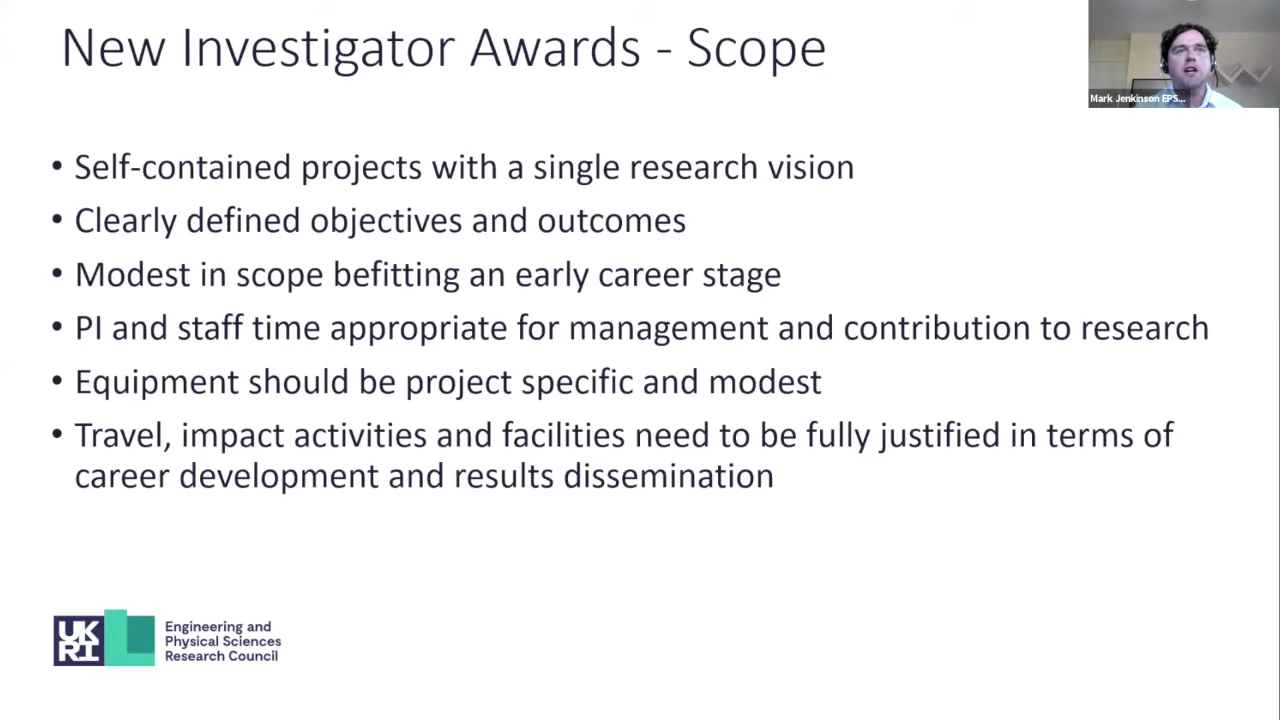 New Investigator Awards - Scope
Mark Jenkinson EPS...
• Self-contained projects with a single research vision
• Clearly defined objectives and outcomes
• Modest in scope befitting an early career stage
• PI and staff time appropriate for management and contribution to research
• Equipment should be project specific and modest
• Travel, impact activities and facilities need to be fully justified in terms of
career development and results dissemination
UK
RI
Engineering and
Physical Sciences
Research Council